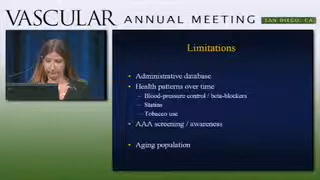 VASCULAR ANNUAL MEETING SAN DIEGO, CA
Limitations
• Administrative database
• Health patterns over time
– Blood-pressure control / beta-blockers
– Statins
– Tobacco use
• AAA screening / awareness
• Aging population